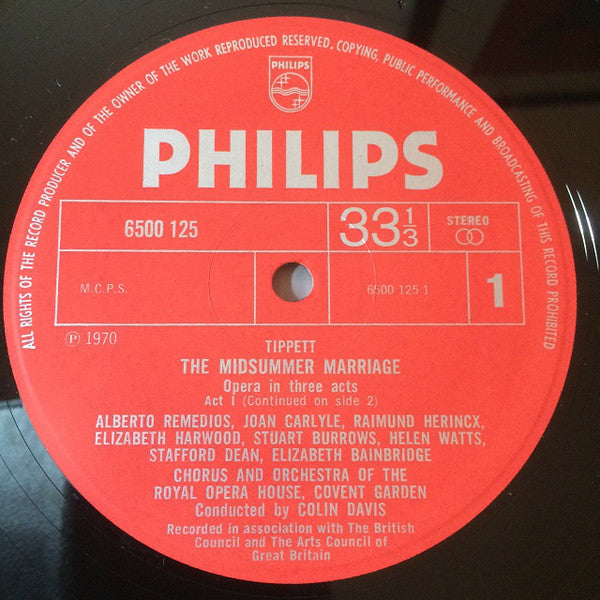 ALL RIGHTS OF THE RECORD PRODUCER AND OF THE OWNER OF THE WORK REPRODUCED RESERVED. COPYING, PUBLIC PERFORMANCE AND BROADCASTING OF THIS RECORD PROHIBITED
PHILIPS
PHILIPS
6500 125
33 1/3
STEREO
M.C.P.S.
6500 125 1
1
℗ 1970
TIPPETT
THE MIDSUMMER MARRIAGE
Opera in three acts
Act I (Continued on side 2)
ALBERTO REMEDIOS, JOAN CARLYLE, RAIMUND HERINCX,
ELIZABETH HARWOOD, STUART BURROWS, HELEN WATTS,
STAFFORD DEAN, ELIZABETH BAINBRIDGE
CHORUS AND ORCHESTRA OF THE
ROYAL OPERA HOUSE, COVENT GARDEN
Conducted by COLIN DAVIS
Recorded in association with The British
Council and The Arts Council of
Great Britain